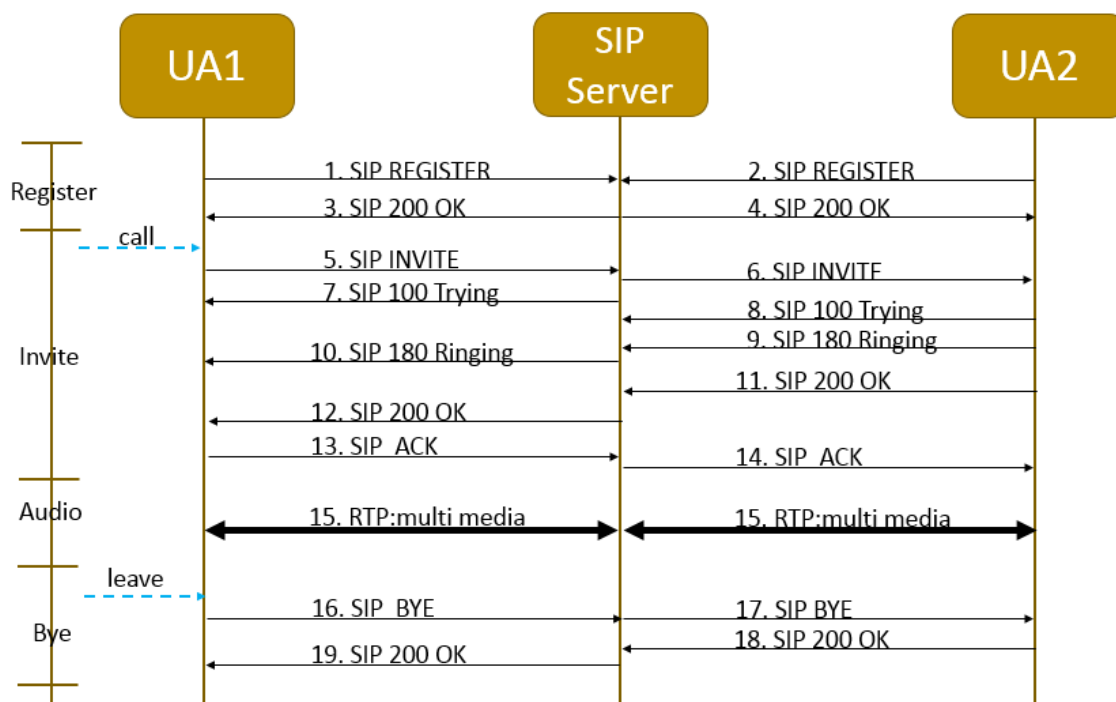 UA1
SIP
Server
UA2
Register
1. SIP REGISTER
2. SIP REGISTER
3. SIP 200 OK
4. SIP 200 OK
call
Invite
5. SIP INVITE
6. SIP INVITE
7. SIP 100 Trying
8. SIP 100 Trying
9. SIP 180 Ringing
10. SIP 180 Ringing
11. SIP 200 OK
12. SIP 200 OK
13. SIP  ACK
14. SIP  ACK
Audio
15. RTP:multi media
15. RTP:multi media
leave
Bye
16. SIP  BYE
17. SIP BYE
18. SIP 200 OK
19. SIP 200 OK